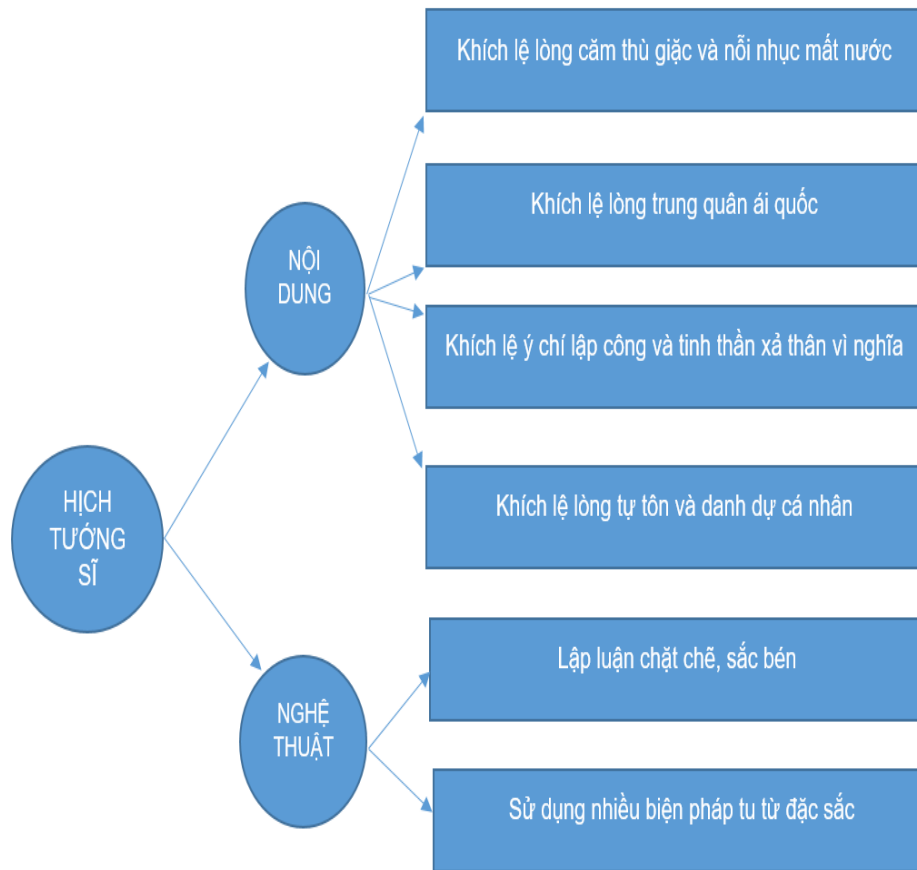 Khích lệ lòng căm thù giặc và nỗi nhục mất nước
Khích lệ lòng trung quân ái quốc
NỘI
DUNG
Khích lệ ý chí lập công và tinh thần xả thân vì nghĩa
HỊCH
TƯỚNG
SĨ
Khích lệ lòng tự tôn và danh dự cá nhân
Lập luận chặt chẽ, sắc bén
NGHỆ
THUẬT
Sử dụng nhiều biện pháp tu từ đặc sắc